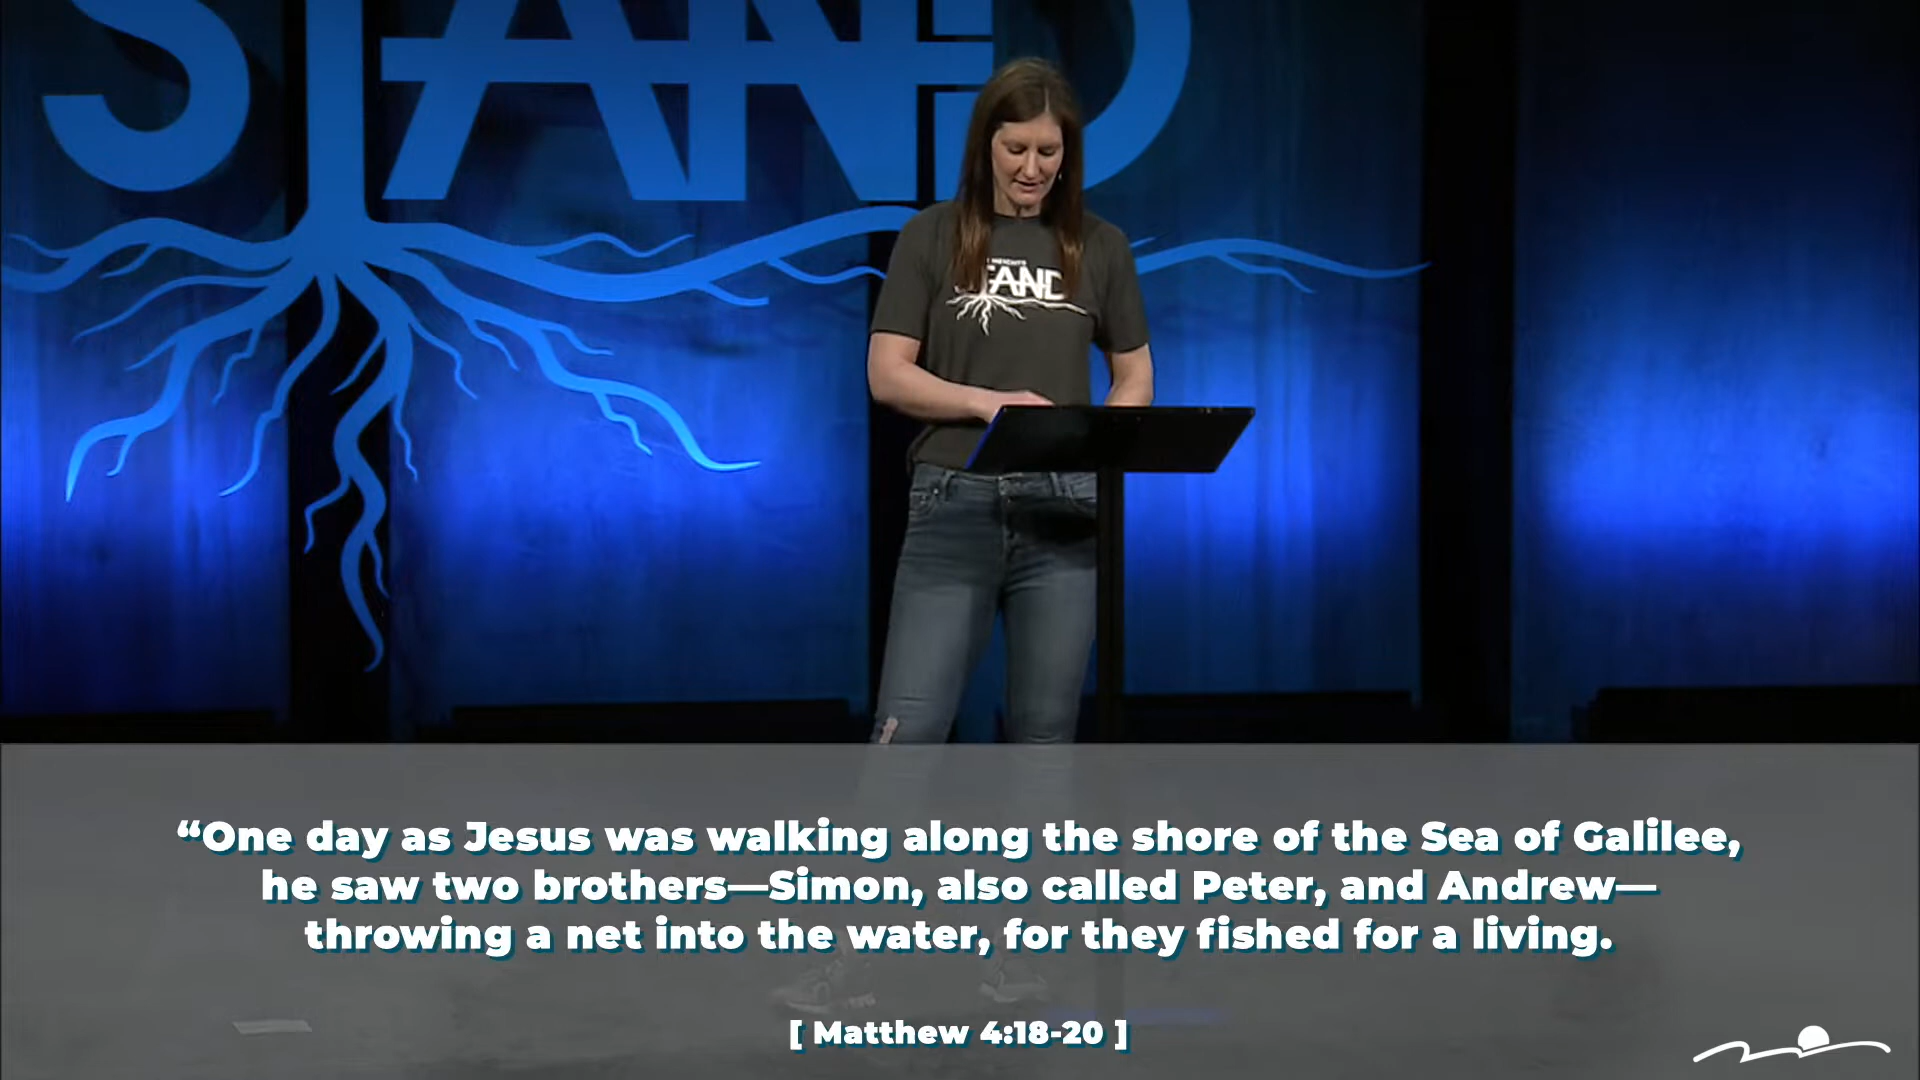 STAND
STAND
“One day as Jesus was walking along the shore of the Sea of Galilee,
he saw two brothers—Simon, also called Peter, and Andrew—
throwing a net into the water, for they fished for a living.
[ Matthew 4:18-20 ]